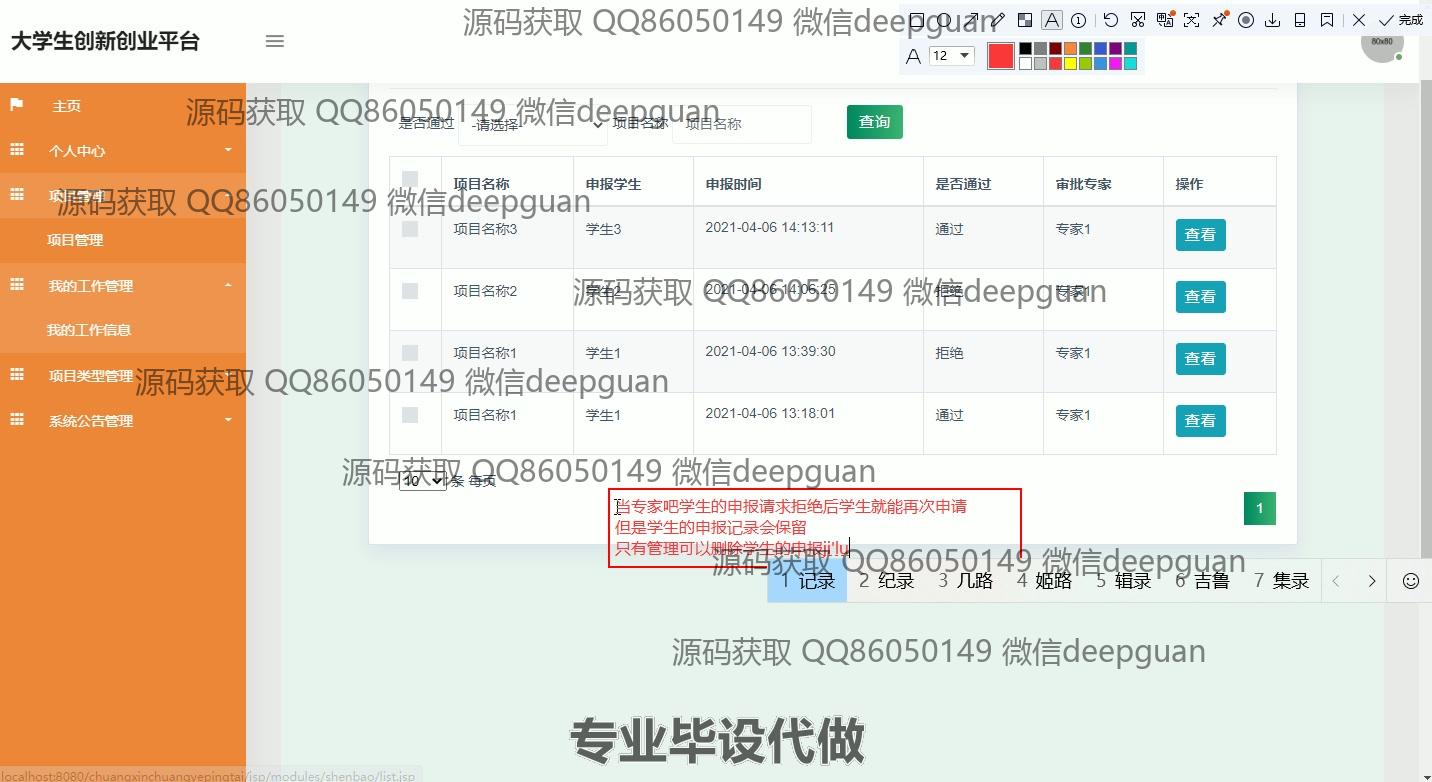 源码获取 QQ86050149 微信deepguan
完成
大学生创新创业平台
12
80x80
主页
源码获取 QQ86050149 微信deepguan
是否通过
-请选择-
项目名称
项目名称
查询
个人中心
项目名称 申报学生 申报时间 是否通过 审批专家 操作
项目管理
源码获取 QQ86050149 微信deepguan
项目名称3 学生3 2021-04-06 14:13:11 通过 专家1 查看
项目管理
我的工作管理
项目名称2 学生2 2021-04-06 14:06:25 拒绝 专家1 查看
源码获取 QQ86050149 微信deepguan
我的工作信息
项目名称1 学生1 2021-04-06 13:39:30 拒绝 专家1 查看
项目类型管理
源码获取 QQ86050149 微信deepguan
系统公告管理
项目名称1 学生1 2021-04-06 13:18:01 通过 专家1 查看
源码获取 QQ86050149 微信deepguan
10 条 每页
当专家吧学生的申报请求拒绝后学生就能再次申请
但是学生的申报记录会保留
只有管理可以删除学生的申报ji'lu
1
源码获取 QQ86050149 微信deepguan
1 记录 2 纪录 3 几路 4 姬路 5 辑录 6 吉鲁 7 集录
源码获取 QQ86050149 微信deepguan
专业毕设代做
localhost:8080/chuangxinchuangyepingtai/jsp/modules/shenbao/list.jsp